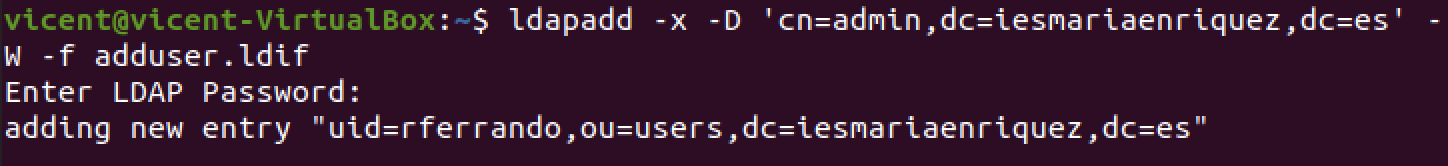 vicent@vicent-VirtualBox:~$ ldapadd -x -D 'cn=admin,dc=iesmariaenriquez,dc=es' -
W -f adduser.ldif
Enter LDAP Password:
adding new entry "uid=rferrando,ou=users,dc=iesmariaenriquez,dc=es"